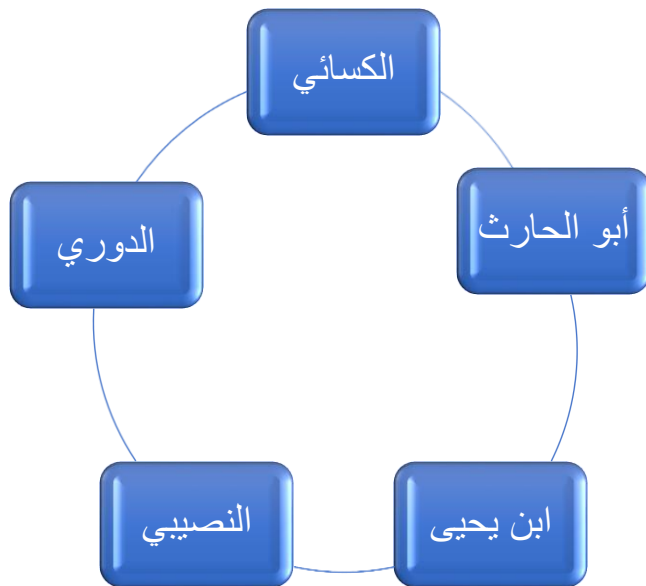 الكسائي
أبو الحارث
الدوري
ابن يحيى
النصيبي